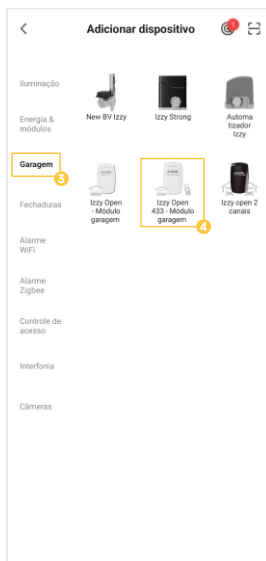 Adicionar dispositivo
Iluminação
Energia &
módulos
Garagem
3
Fechaduras
Alarme
WiFi
Alarme
Zigbee
Controle de
acesso
Interfonia
Câmeras
New BV Izzy
Izzy Strong
Automa
tizador
Izzy
Izzy Open
- Módulo
garagem
Izzy Open
433 - Módulo
garagem
4
Izzy open 2
canais